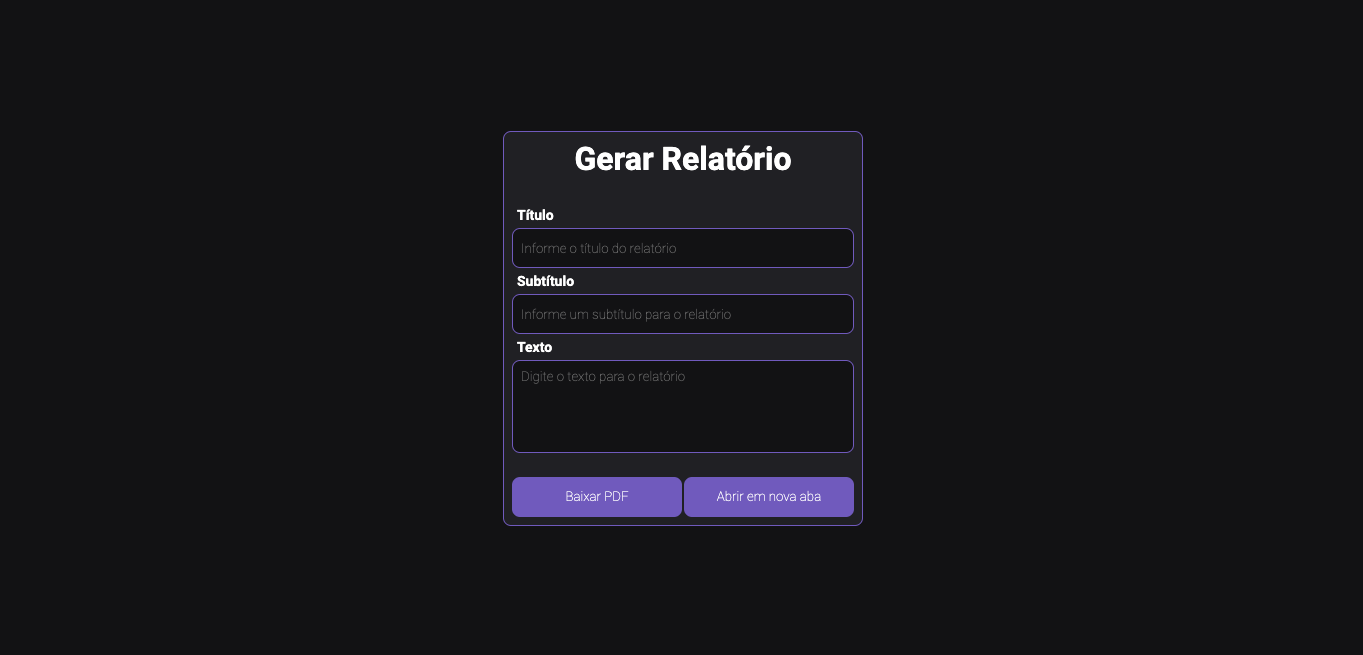 Gerar Relatório
Título
Informe o título do relatório
Subtítulo
Informe um subtítulo para o relatório
Texto
Digite o texto para o relatório
Baixar PDF
Abrir em nova aba